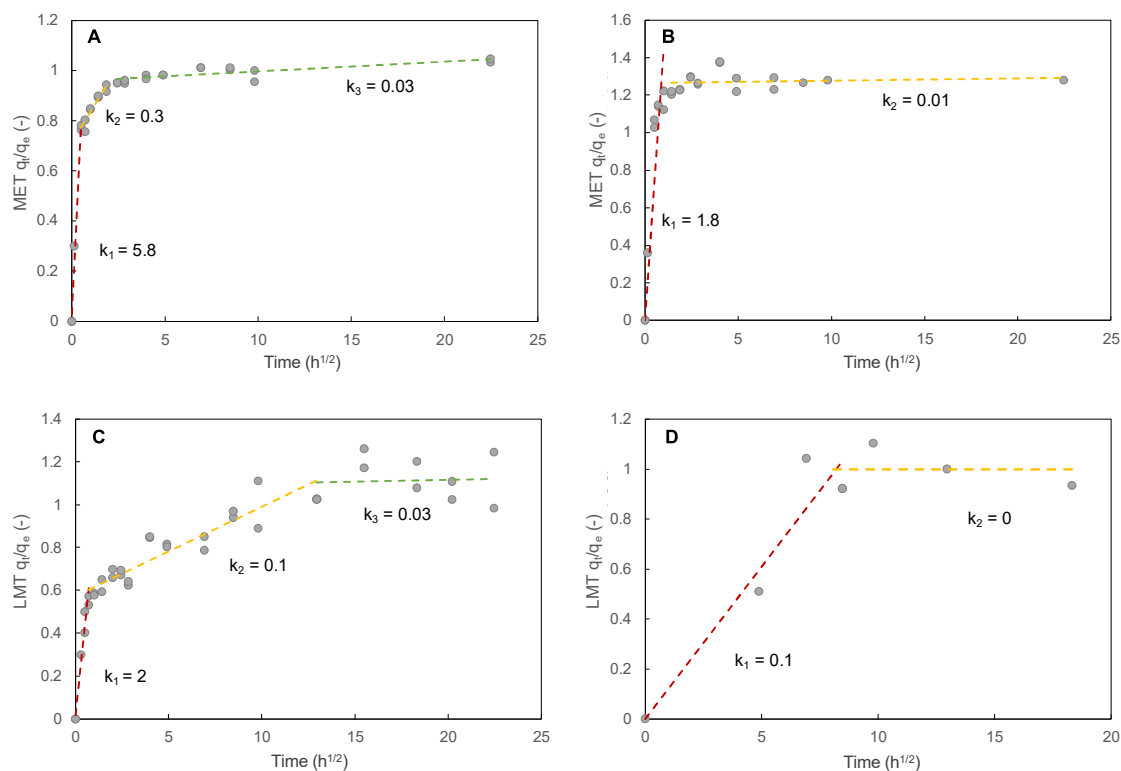 A
1.2
1
0.8
0.6
0.4
0.2
0
MET qt/qe (-)
k1 = 5.8
k2 = 0.3
k3 = 0.03
0 5 10 15 20 25
Time (h1/2)
B
1.6
1.4
1.2
1
0.8
0.6
0.4
0.2
0
MET qt/qe (-)
k1 = 1.8
k2 = 0.01
0 5 10 15 20 25
Time (h1/2)
C
1.4
1.2
1
0.8
0.6
0.4
0.2
0
LMT qt/qe (-)
k1 = 2
k2 = 0.1
k3 = 0.03
0 5 10 15 20 25
Time (h1/2)
D
1.2
1
0.8
0.6
0.4
0.2
0
LMT qt/qe (-)
k1 = 0.1
k2 = 0
0 5 10 15 20
Time (h1/2)